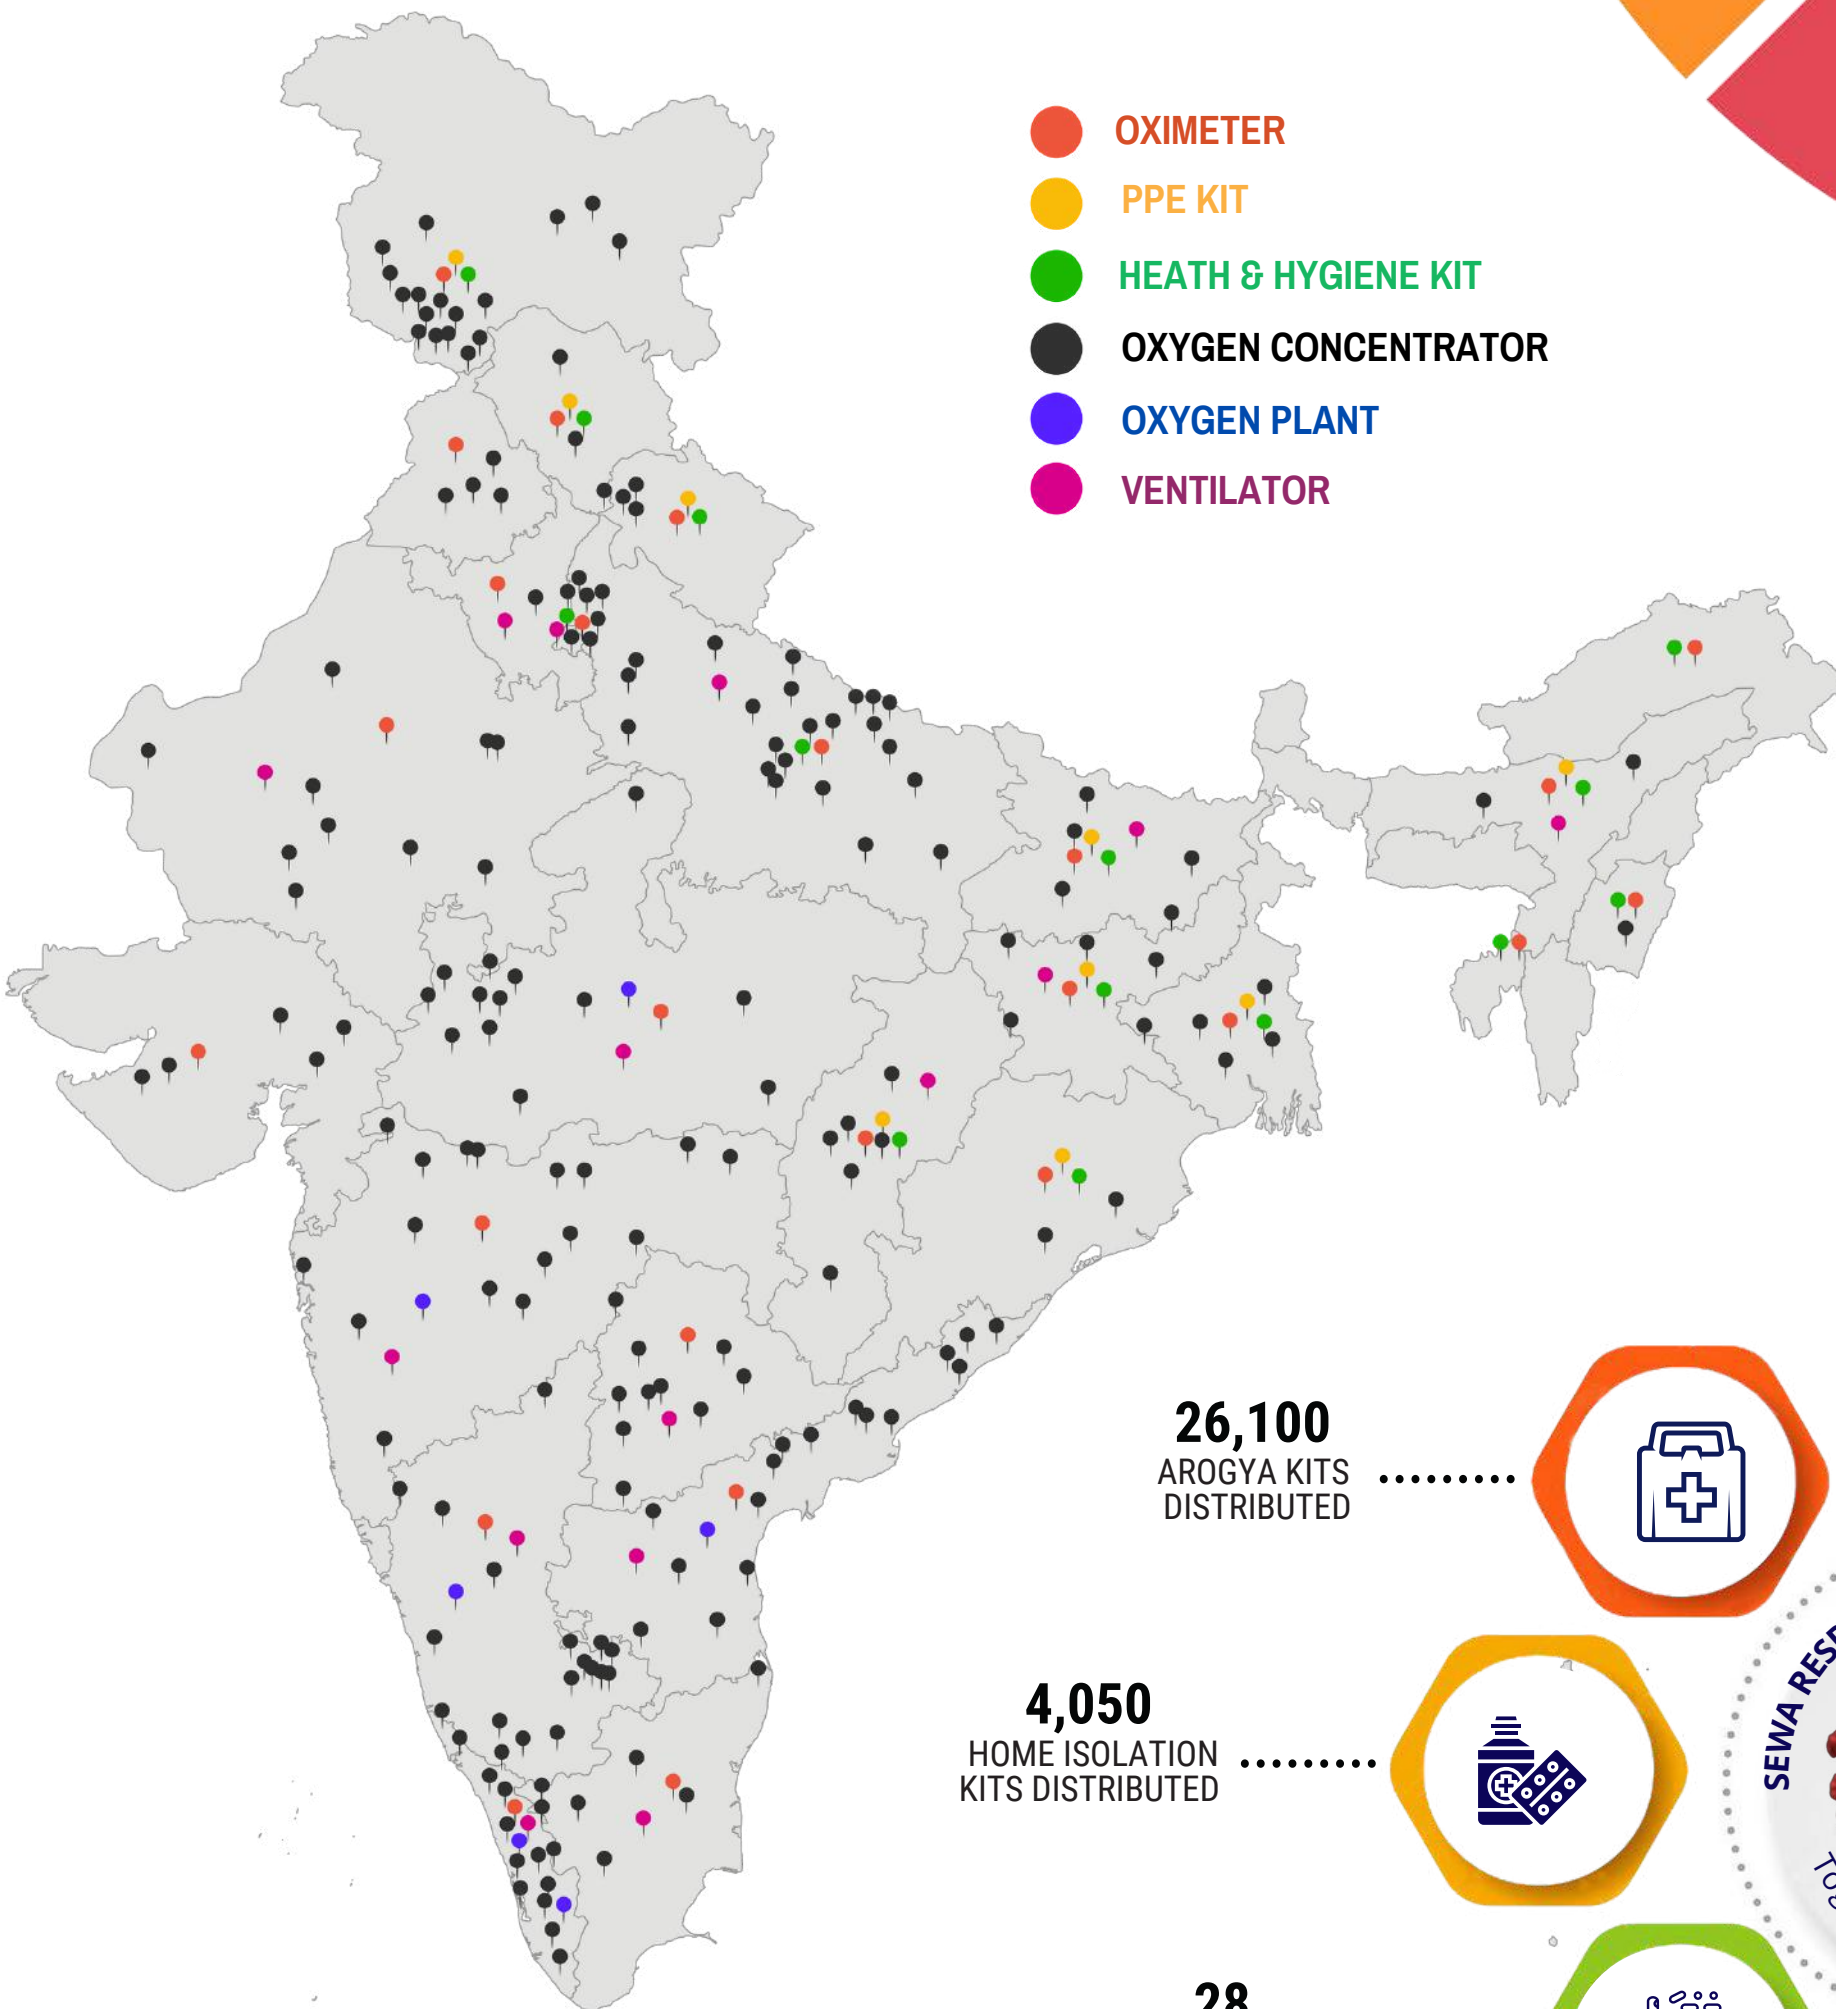 OXIMETER
PPE KIT
HEATH & HYGIENE KIT
OXYGEN CONCENTRATOR
OXYGEN PLANT
VENTILATOR
26,100
AROGYA KITS
DISTRIBUTED
4,050
HOME ISOLATION
KITS DISTRIBUTED
SEWA
28